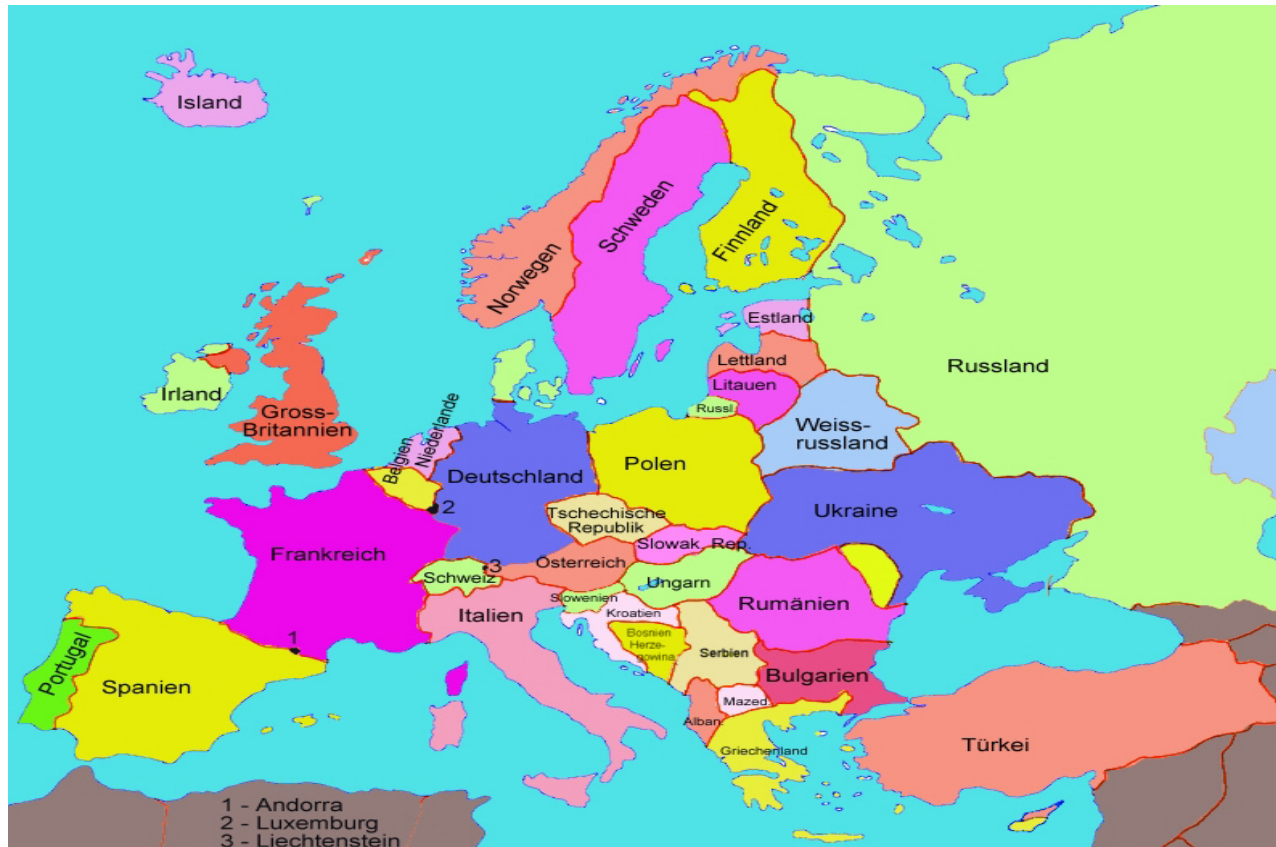 Island
Schweden
Finnland
Norwegen
Estland
Lettland
Litauen
Russl.
Russland
Irland
Gross-
Britannien
Weiss-
russland
Niederlande
Belgien
Deutschland
Polen
2
Tschechische
Republik
Ukraine
Frankreich
Slowak. Rep.
3
Österreich
Schweiz
Ungarn
Slowenien
Italien
Kroatien
Rumänien
Bosnien
Herze-
gowina
Serbien
1
Portugal
Spanien
Bulgarien
Mazed.
Alban.
Griechenland
Türkei
1 - Andorra
2 - Luxemburg
3 - Liechtenstein